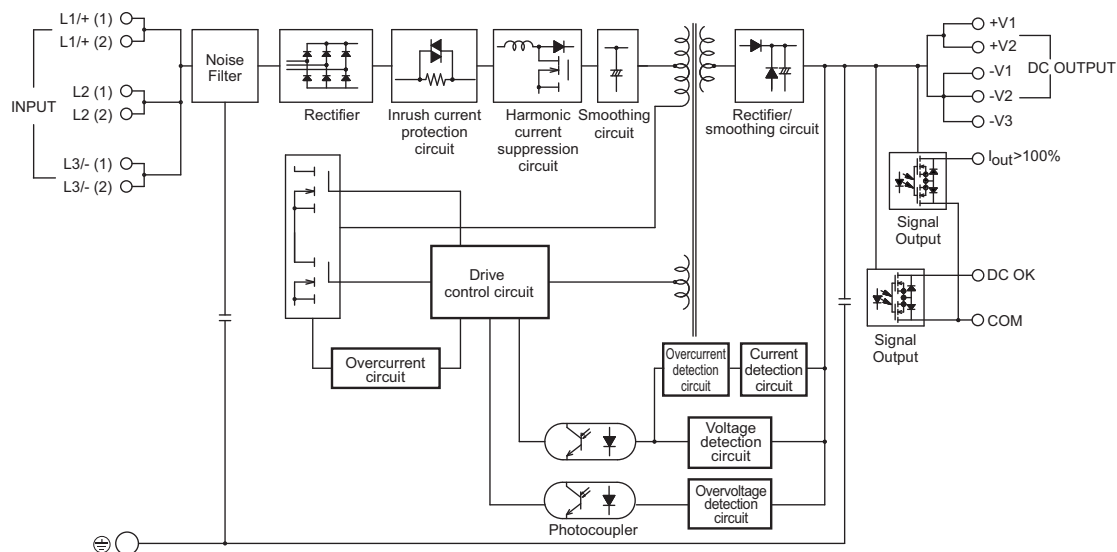 L1/+ (1)
L1/+ (2)
INPUT
L2 (1)
L2 (2)
L3/- (1)
L3/- (2)
Noise
Filter
Rectifier
Inrush current
protection
circuit
Harmonic
current
suppression
circuit
Smoothing
circuit
Rectifier/
smoothing circuit
+V1
+V2
DC OUTPUT
-V1
-V2
-V3
Iout>100%
Signal
Output
DC OK
COM
Signal
Output
Drive
control circuit
Overcurrent
circuit
Overcurrent
detection
circuit
Current
detection
circuit
Voltage
detection
circuit
Overvoltage
detection
circuit
Photocoupler